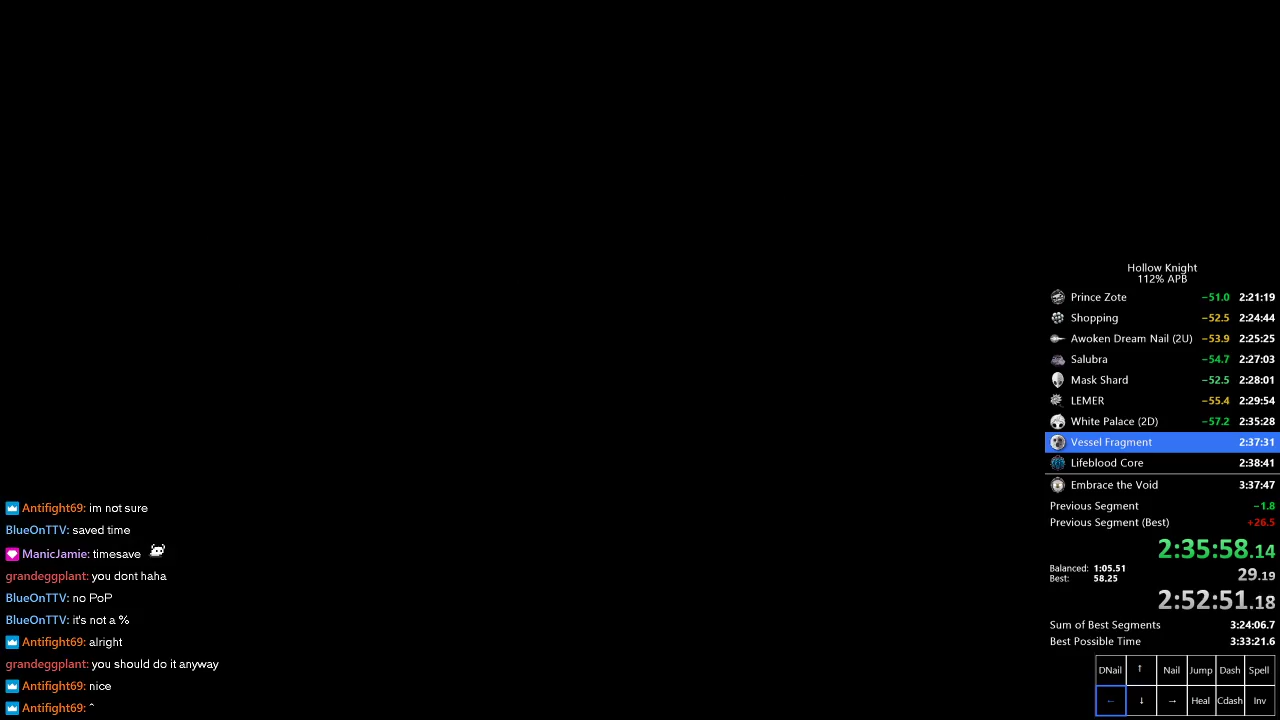 Hollow Knight
112% APB
Prince Zote −51.0 2:21:19
Shopping −52.5 2:24:44
Awoken Dream Nail (2U) −53.9 2:25:25
Salubra −54.7 2:27:03
Mask Shard −52.5 2:28:01
LEMER −55.4 2:29:54
White Palace (2D) −57.2 2:35:28
Vessel Fragment 2:37:31
Lifeblood Core 2:38:41
Embrace the Void 3:37:47
Previous Segment −1.8
Previous Segment (Best) +26.5
2:35:58.14
Balanced: 1:05.51
Best: 58.25
29.19
2:52:51.18
Sum of Best Segments 3:24:06.7
Best Possible Time 3:33:21.6
DNail ↑ Nail Jump Dash Spell
← ↓ → Heal Cdash Inv
Antifight69: im not sure
BlueOnTTV: saved time
ManicJamie: timesave
grandeggplant: you dont haha
BlueOnTTV: no PoP
BlueOnTTV: it's not a %
Antifight69: alright
grandeggplant: you should do it anyway
Antifight69: nice
Antifight69: ^